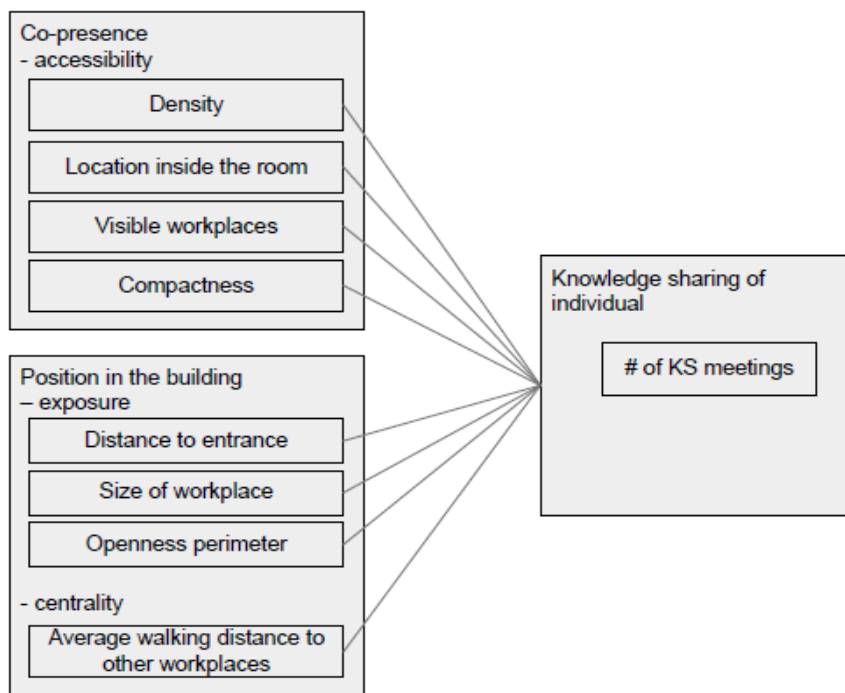 Co-presence
- accessibility
Density
Location inside the room
Visible workplaces
Compactness
Position in the building
– exposure
Distance to entrance
Size of workplace
Openness perimeter
- centrality
Average walking distance to
other workplaces
Knowledge sharing of
individual
# of KS meetings